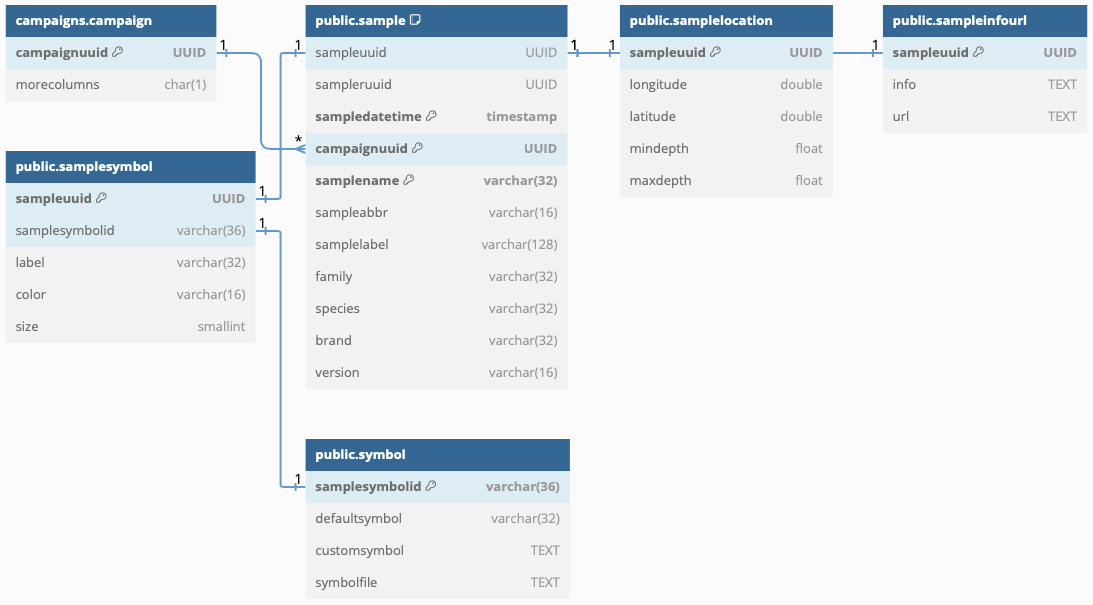 campaigns.campaign
campaignuuid UUID
morecolumns char(1)
public.samplesymbol
sampleuuid UUID
samplesymbolid varchar(36)
label varchar(32)
color varchar(16)
size smallint
public.sample
sampleuuid UUID
sampleruuid UUID
sampledatetime timestamp
campaignuuid UUID
samplename varchar(32)
sampleabbr varchar(16)
samplelabel varchar(128)
family varchar(32)
species varchar(32)
brand varchar(32)
version varchar(16)
public.symbol
samplesymbolid varchar(36)
defaultsymbol varchar(32)
customsymbol TEXT
symbolfile TEXT
public.samplelocation
sampleuuid UUID
longitude double
latitude double
mindepth float
maxdepth float
public.sampleinfourl
sampleuuid UUID
info TEXT
url TEXT
1
*
1
1
1
1
1
1
1